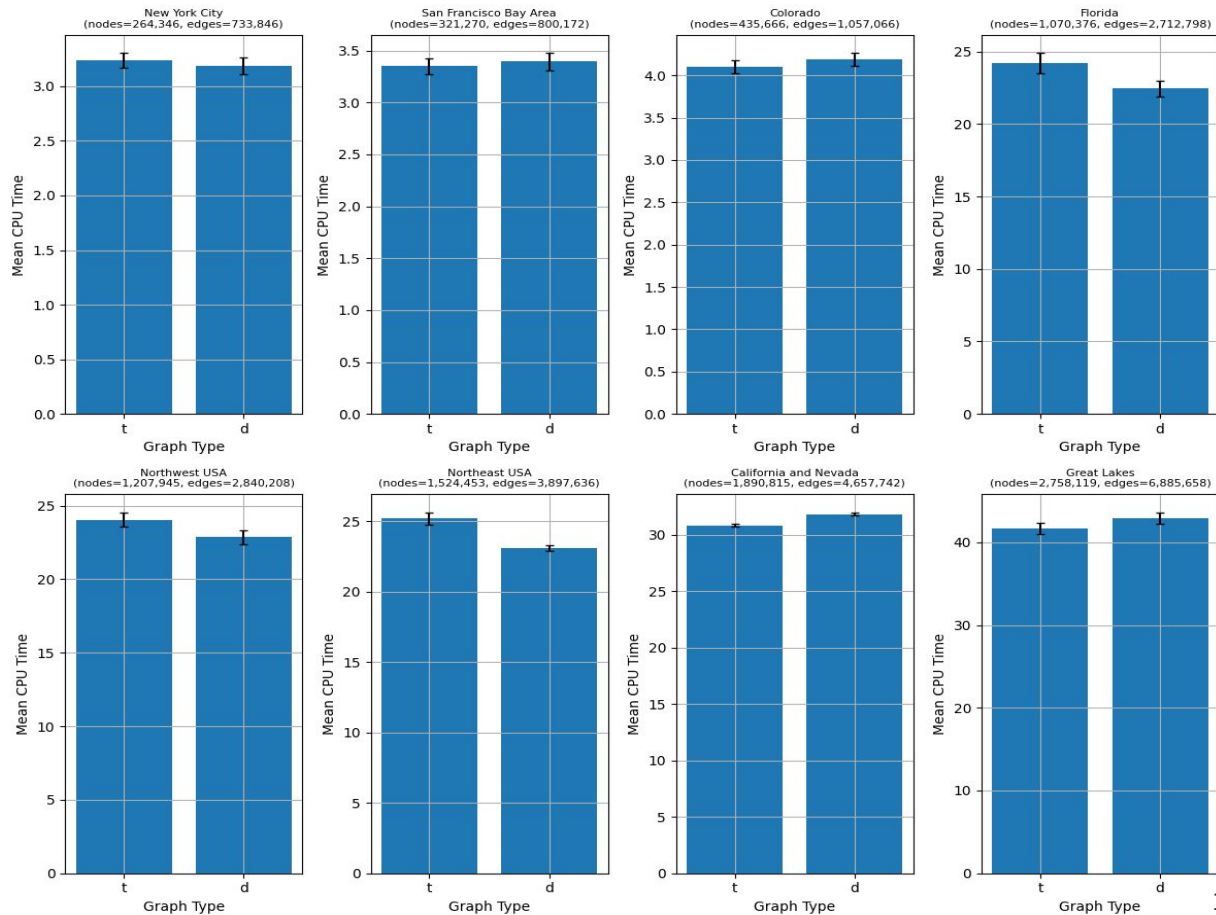 New York City
(nodes=264,346, edges=733,846)
Mean CPU Time
3.0
2.5
2.0
1.5
1.0
0.5
0.0
t
d
Graph Type
San Francisco Bay Area
(nodes=321,270, edges=800,172)
Mean CPU Time
3.5
3.0
2.5
2.0
1.5
1.0
0.5
0.0
t
d
Graph Type
Colorado
(nodes=435,666, edges=1,057,066)
Mean CPU Time
4.0
3.5
3.0
2.5
2.0
1.5
1.0
0.5
0.0
t
d
Graph Type
Florida
(nodes=1,070,376, edges=2,712,798)
Mean CPU Time
25
20
15
10
5
0
t
d
Graph Type
Northwest USA
(nodes=1,207,945, edges=2,840,208)
Mean CPU Time
25
20
15
10
5
0
t
d
Graph Type
Northeast USA
(nodes=1,524,453, edges=3,897,636)
Mean CPU Time
25
20
15
10
5
0
t
d
Graph Type
California and Nevada
(nodes=1,890,815, edges=4,657,742)
Mean CPU Time
30
25
20
15
10
5
0
t
d
Graph Type
Great Lakes
(nodes=2,758,119, edges=6,885,658)
Mean CPU Time
40
30
20
10
0
t
d
Graph Type